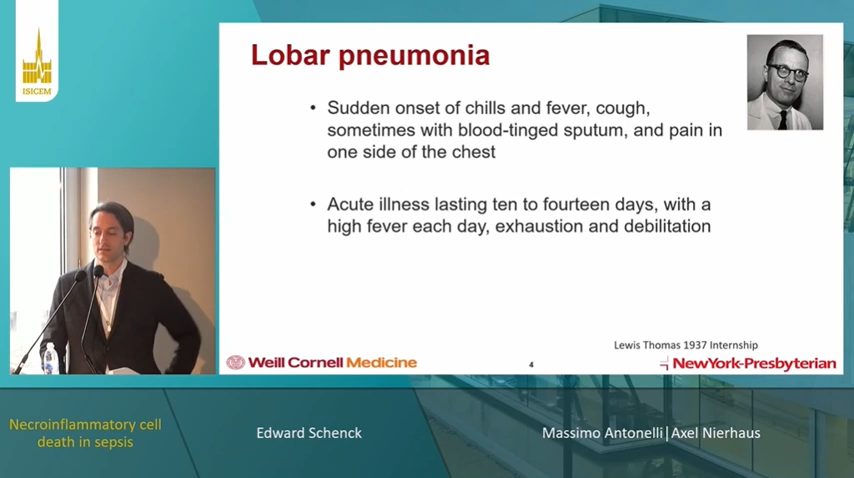 ISICEM
Lobar pneumonia
• Sudden onset of chills and fever, cough,
sometimes with blood-tinged sputum, and pain in
one side of the chest
• Acute illness lasting ten to fourteen days, with a
high fever each day, exhaustion and debilitation
Lewis Thomas 1937 Internship
Weill Cornell Medicine
4
NewYork-Presbyterian
Necroinflammatory cell
death in sepsis
Edward Schenck
Massimo Antonelli|Axel Nierhaus